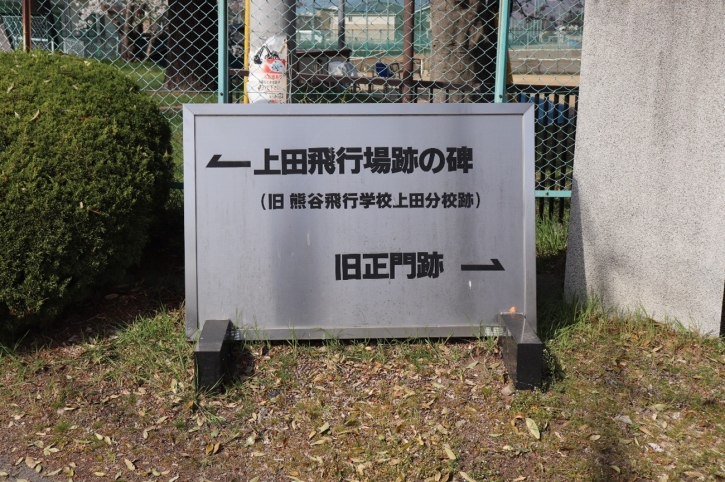 ←上田飛行場跡の碑
（旧 熊谷飛行学校上田分校跡）
旧正門跡 →